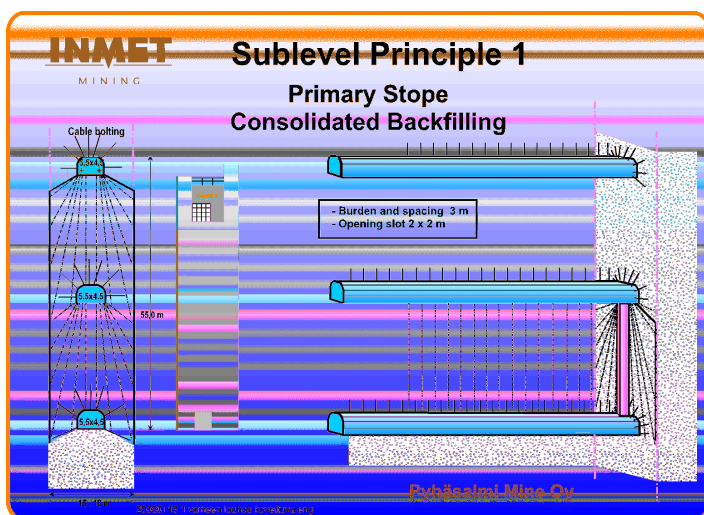 INMET
MINING
Sublevel Principle 1
Primary Stope
Consolidated Backfilling
Cable bolting
5,5x4,5
- Burden and spacing 3 m
- Opening slot 2 x 2 m
5,5x4,5
55,0 m
5,5x4,5
Pyhäsalmi Mine Oy